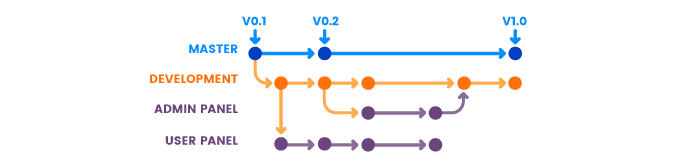 V0.1 V0.2 V1.0
MASTER
DEVELOPMENT
ADMIN PANEL
USER PANEL